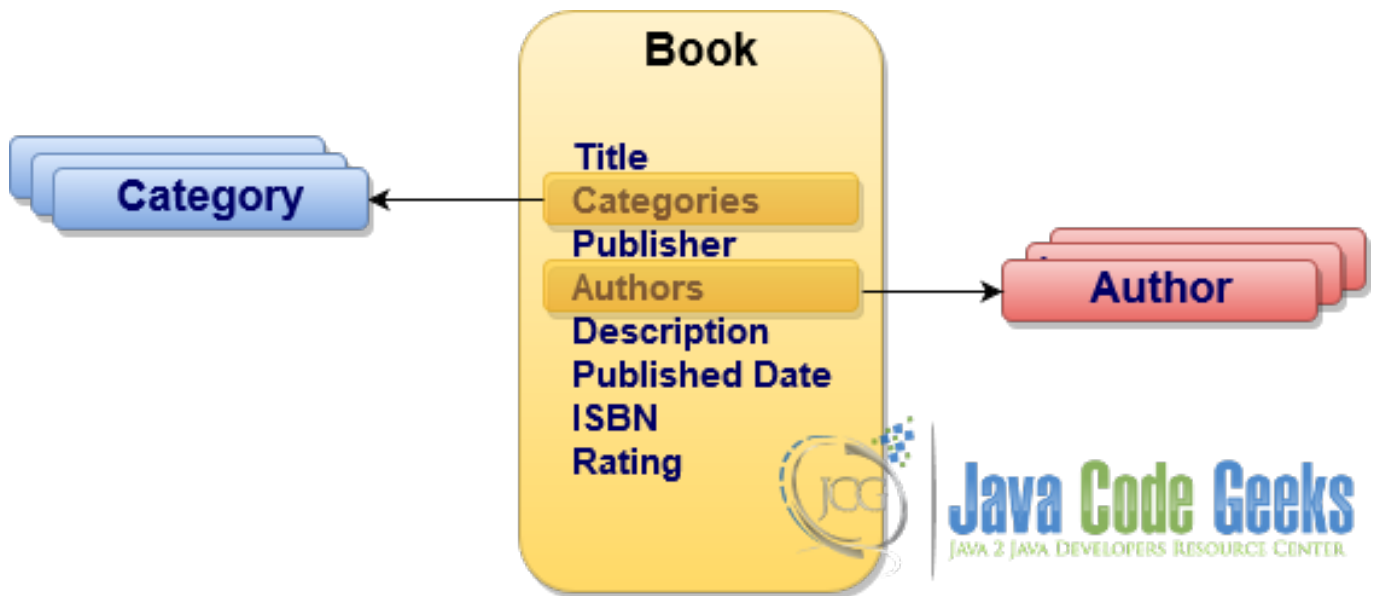 Book
Title
Category
Categories
Publisher
Authors
Author
Description
Published Date
ISBN
Rating
JCG
Java Code Geeks
JAVA 2 JAVA DEVELOPERS RESOURCE CENTER